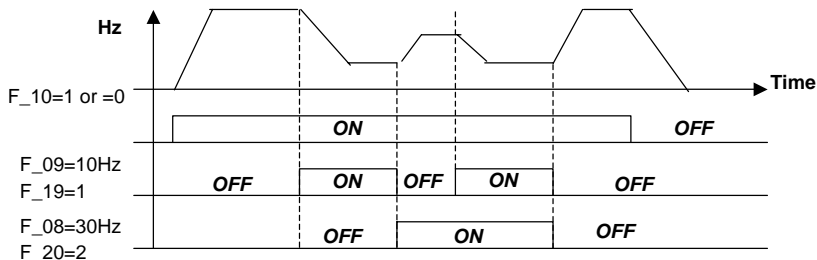 Hz
Time
F_10=1 or =0
ON OFF
F_09=10Hz
F_19=1
OFF ON OFF ON OFF
F_08=30Hz
F_20=2
OFF ON OFF